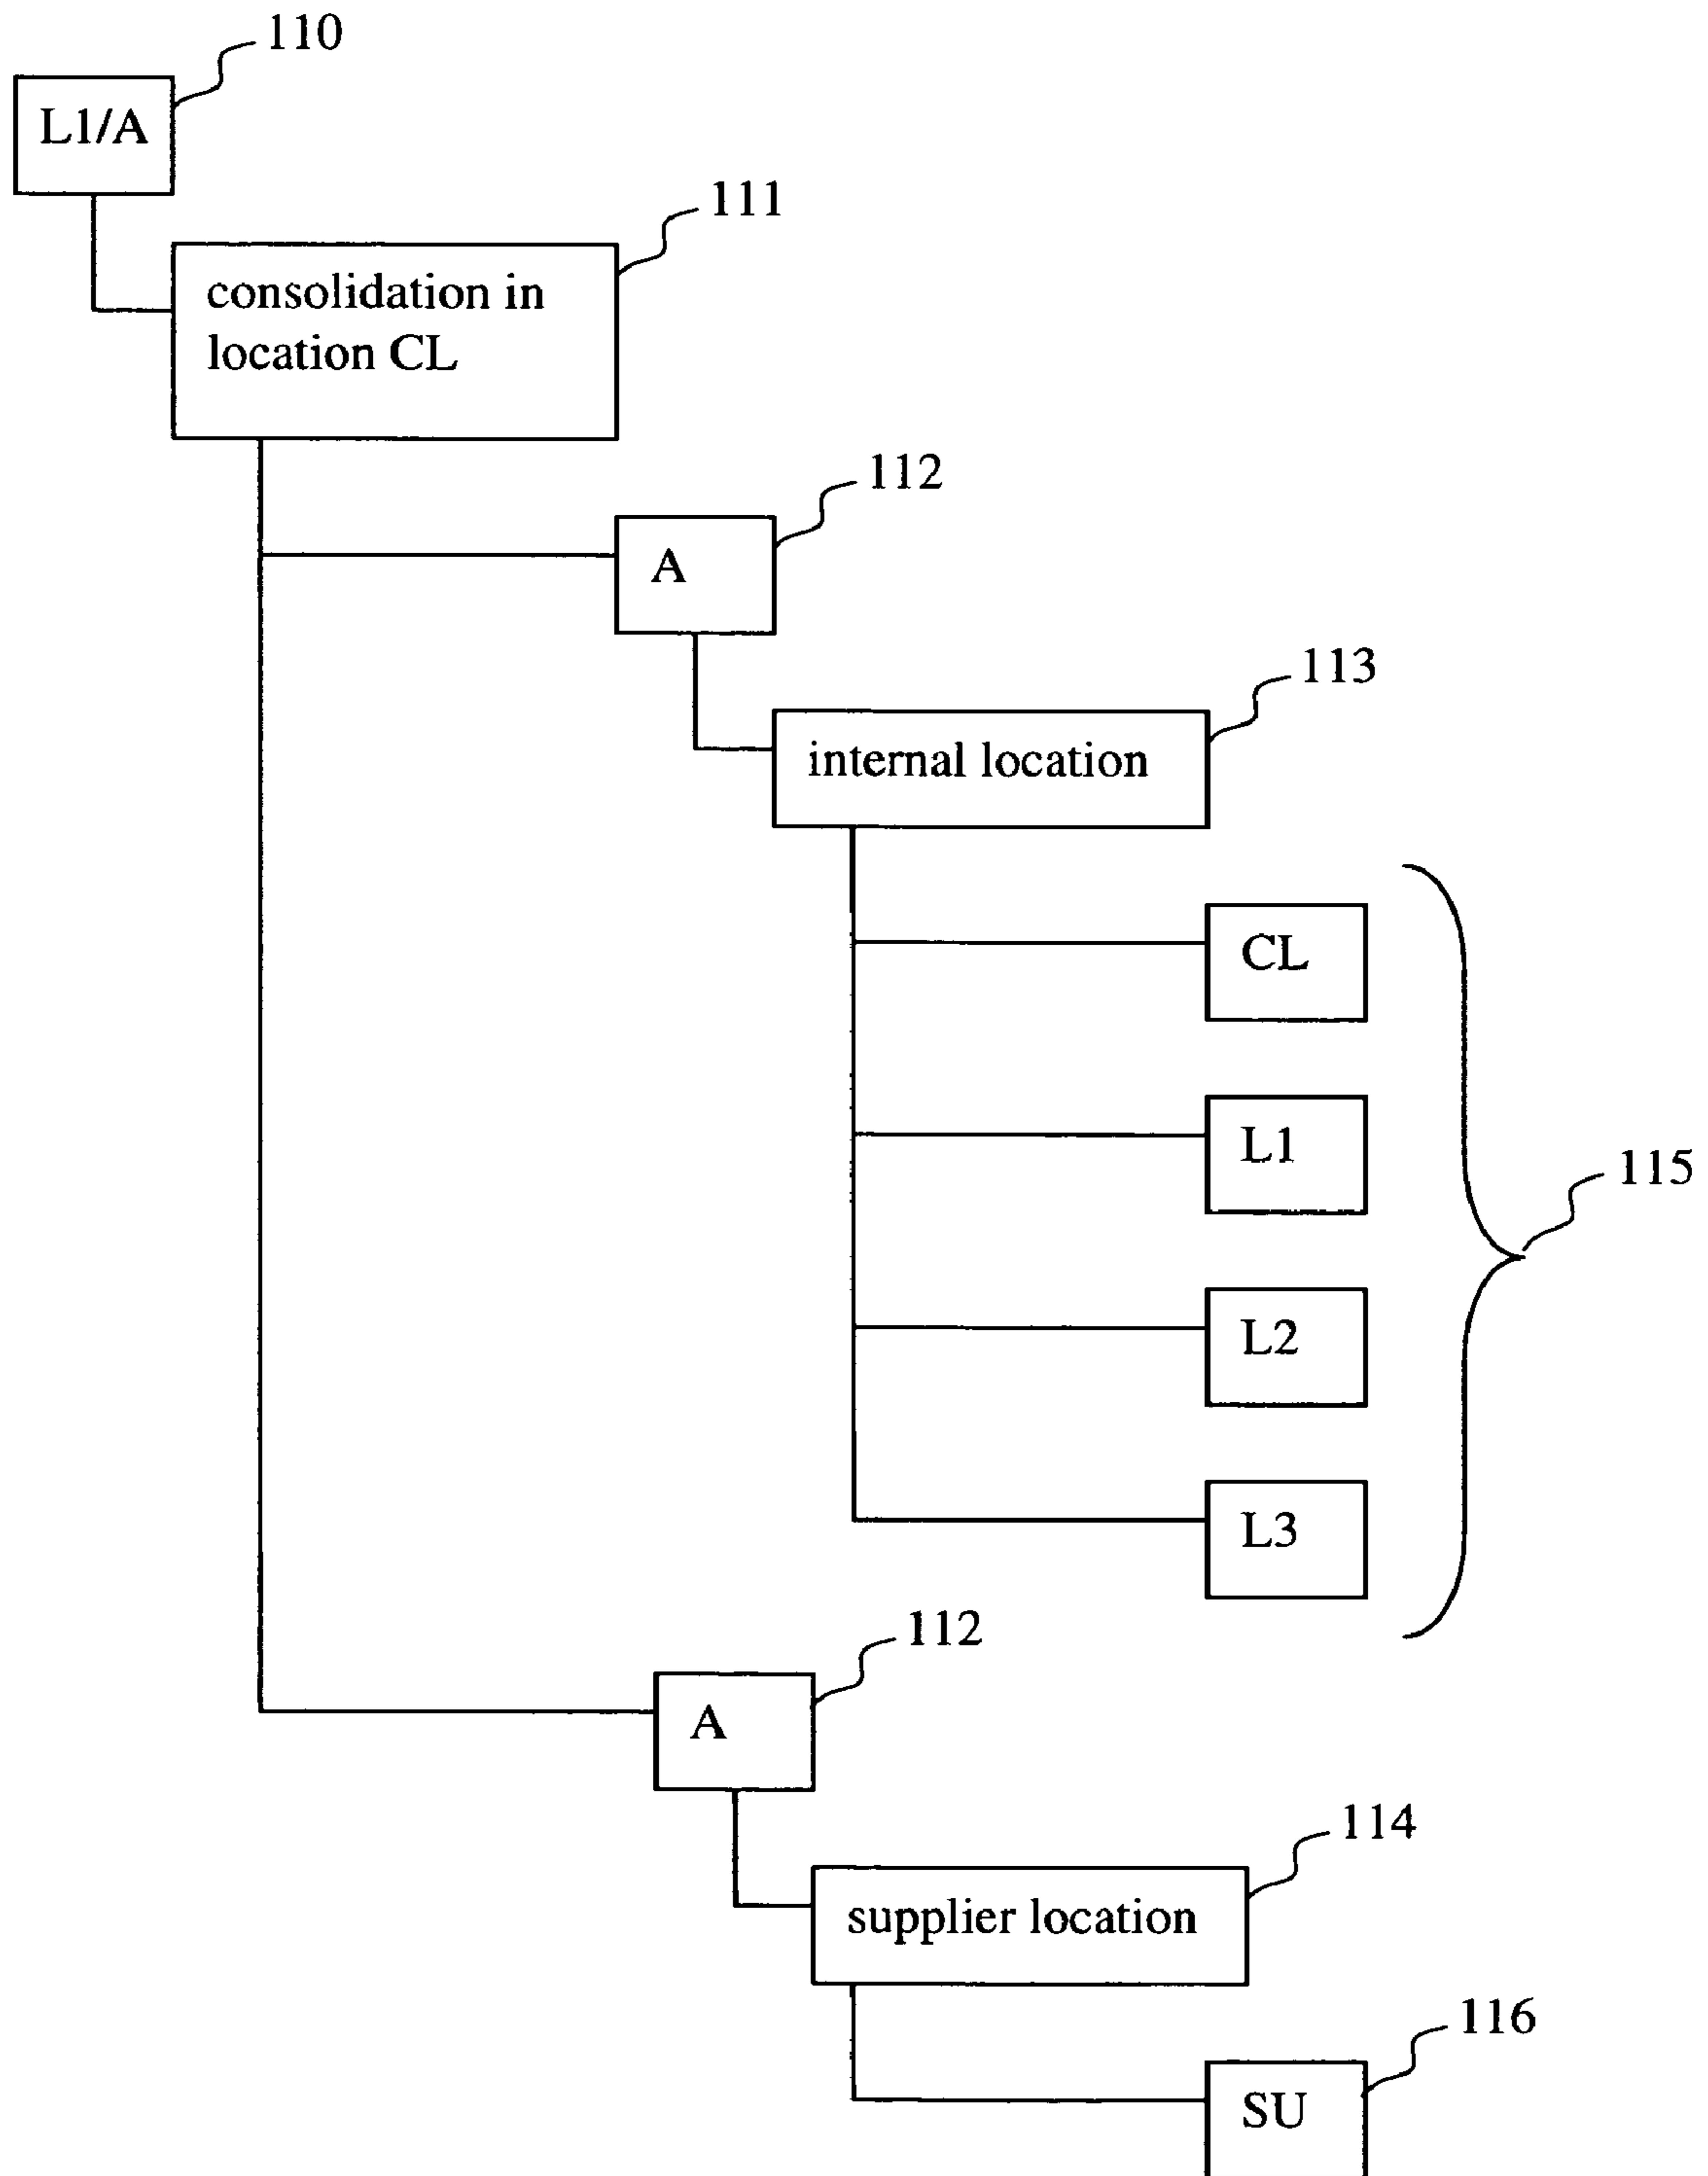 110
L1/A
111
consolidation in
location CL
112
A
113
internal location
CL
L1
115
L2
L3
112
A
114
supplier location
116
SU